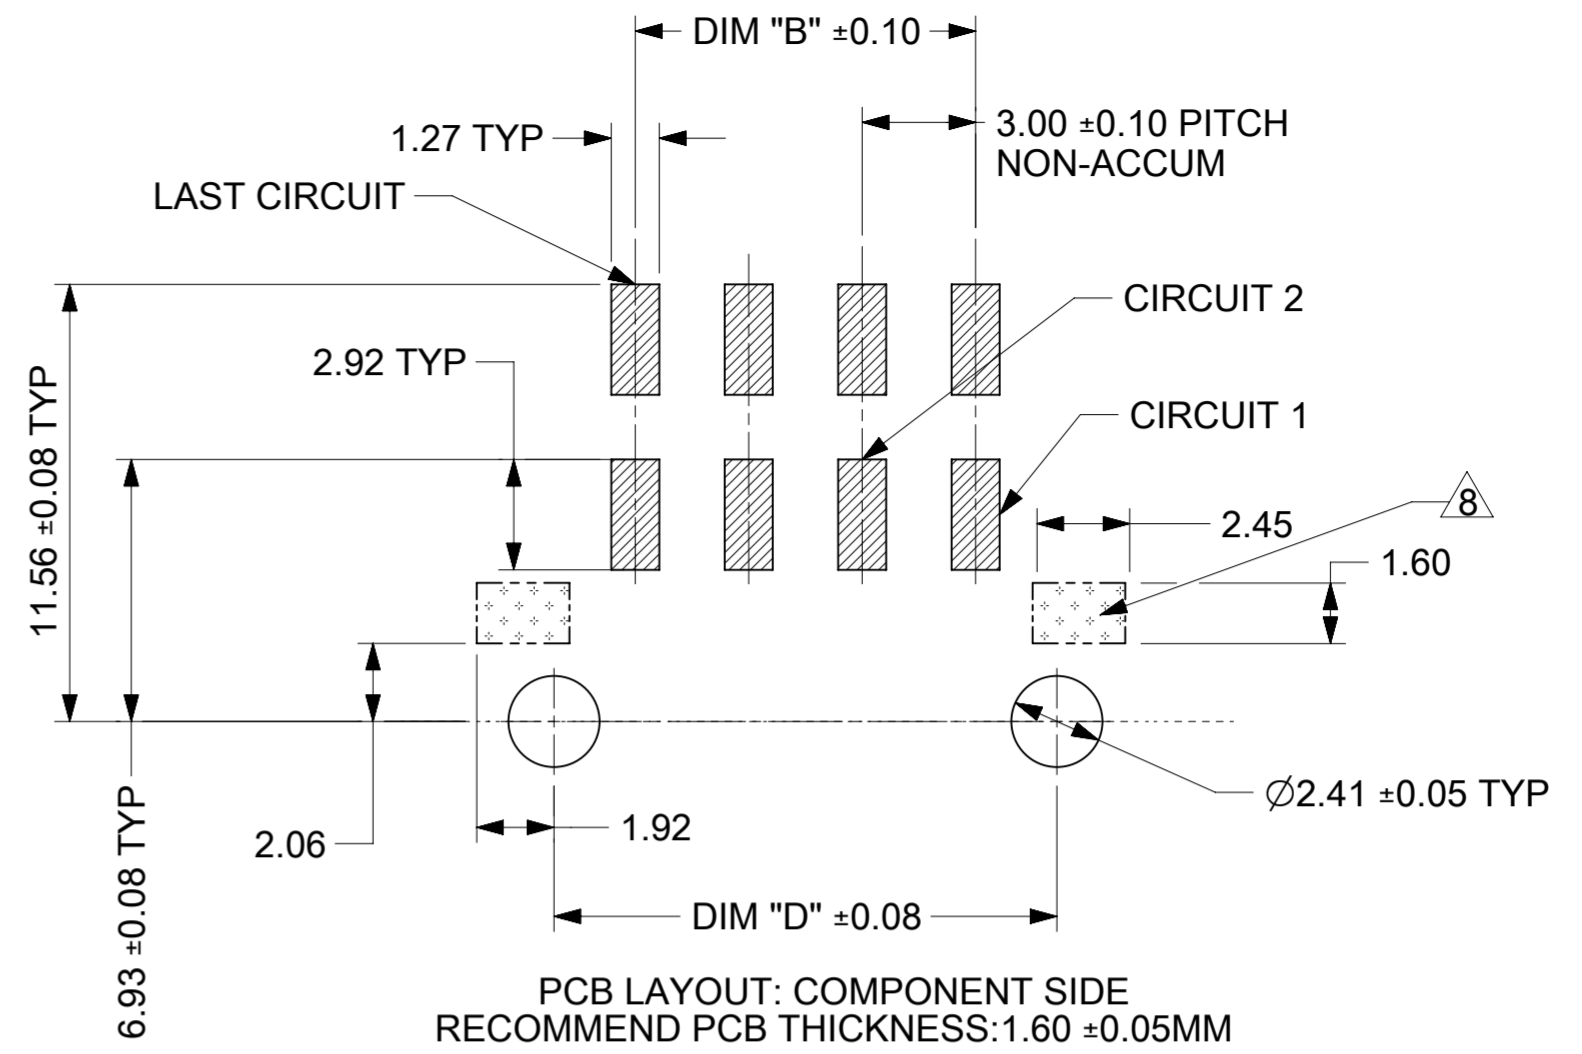 DIM "B" ±0.10
1.27 TYP
3.00 ±0.10 PITCH
NON-ACCUM
LAST CIRCUIT
CIRCUIT 2
2.92 TYP
CIRCUIT 1
11.56 ±0.08 TYP
8
2.45
1.60
6.93 ±0.08 TYP
2.06
1.92
Ø2.41 ±0.05 TYP
DIM "D" ±0.08
PCB LAYOUT: COMPONENT SIDE
RECOMMEND PCB THICKNESS:1.60 ±0.05MM